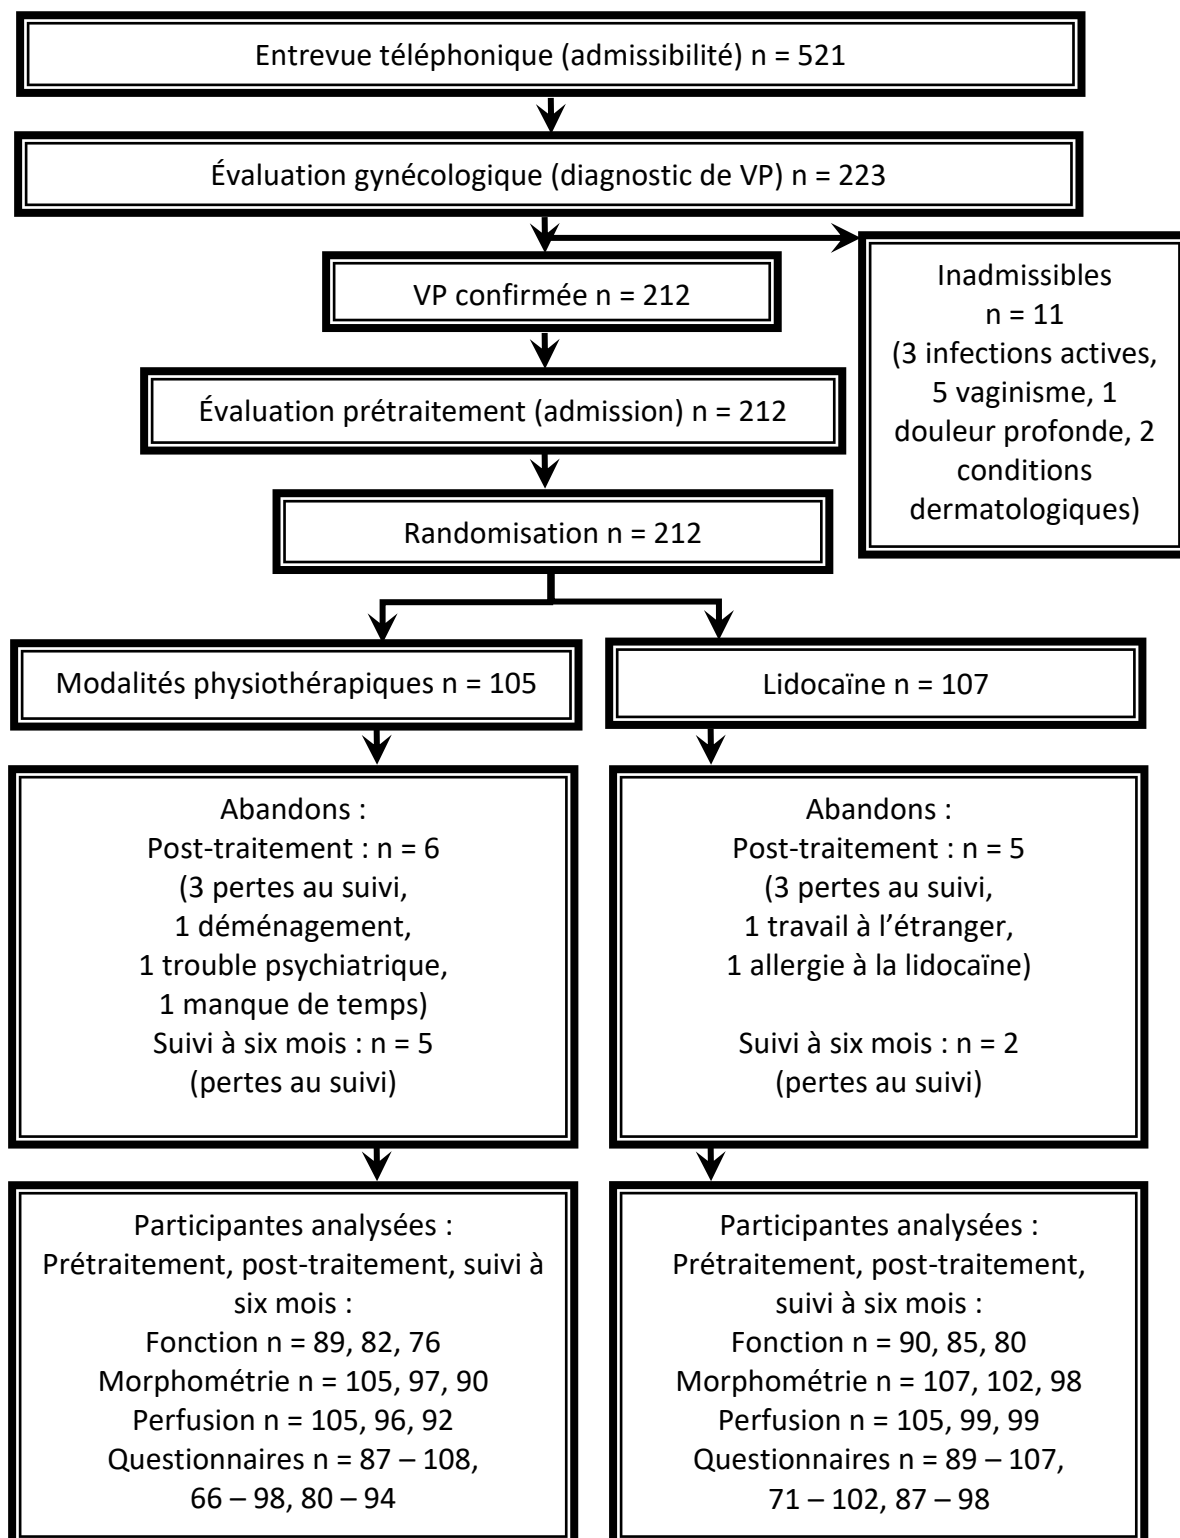 Entrevue téléphonique (admissibilité) n = 521
Évaluation gynécologique (diagnostic de VP) n = 223
VP confirmée n = 212
Inadmissibles
n = 11
(3 infections actives,
5 vaginisme, 1
douleur profonde, 2
conditions
dermatologiques)
Évaluation prétraitement (admission) n = 212
Randomisation n = 212
Modalités physiothérapiques n = 105
Lidocaïne n = 107
Abandons :
Post-traitement : n = 6
(3 pertes au suivi,
1 déménagement,
1 trouble psychiatrique,
1 manque de temps)
Suivi à six mois : n = 5
(pertes au suivi)
Abandons :
Post-traitement : n = 5
(3 pertes au suivi,
1 travail à l’étranger,
1 allergie à la lidocaïne)
Suivi à six mois : n = 2
(pertes au suivi)
Participantes analysées :
Prétraitement, post-traitement, suivi à
six mois :
Fonction n = 89, 82, 76
Morphométrie n = 105, 97, 90
Perfusion n = 105, 96, 92
Questionnaires n = 87 – 108,
66 – 98, 80 – 94
Participantes analysées :
Prétraitement, post-traitement,
suivi à six mois :
Fonction n = 90, 85, 80
Morphométrie n = 107, 102, 98
Perfusion n = 105, 99, 99
Questionnaires n = 89 – 107,
71 – 102, 87 – 98